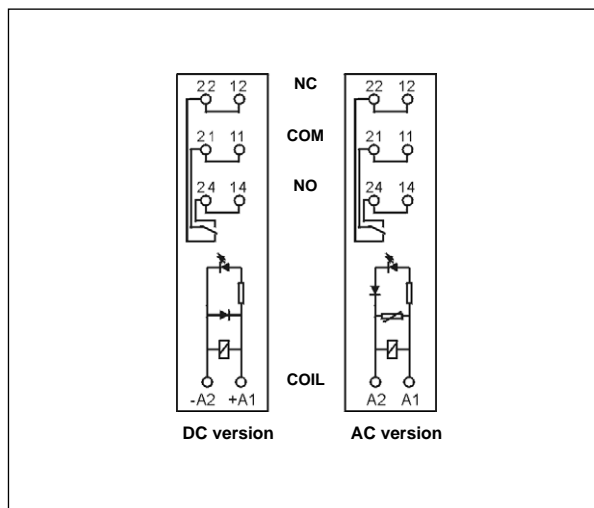 22 12 NC 22 12
21 11 COM 21 11
24 14 NO 24 14
COIL
-A2 +A1 A2 A1
DC version AC version